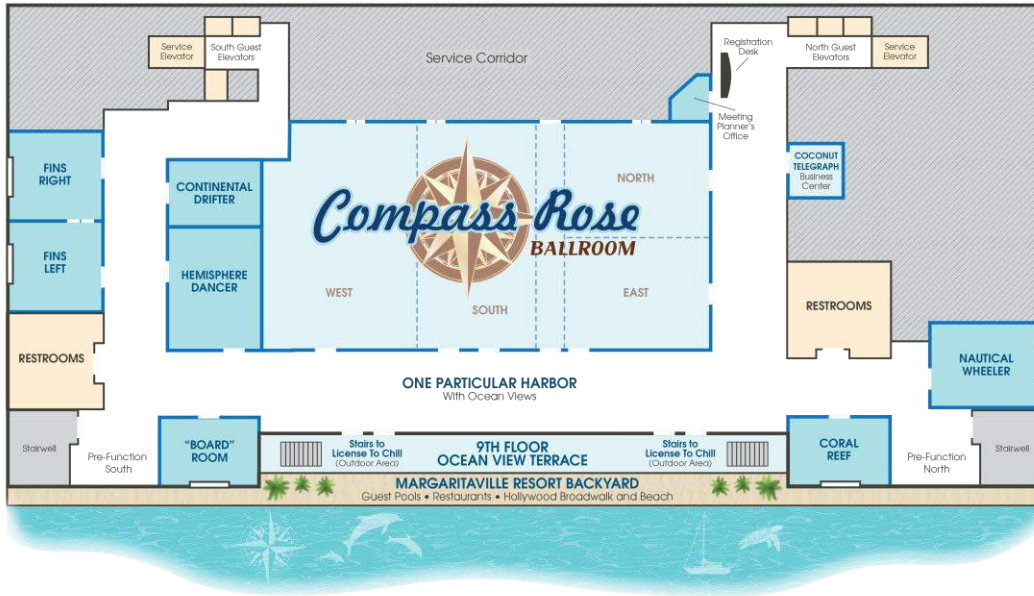 Service
Elevator
South Guest
Elevators
Service Corridor
Registration
Desk
North Guest
Elevators
Service
Elevator
Meeting
Planner's
Office
FINS
RIGHT
CONTINENTAL
DRIFTER
NORTH
COCONUT
TELEGRAPH
Business
Center
Compass Rose
BALLROOM
FINS
LEFT
HEMISPHERE
DANCER
WEST
SOUTH
EAST
RESTROOMS
RESTROOMS
NAUTICAL
WHEELER
ONE PARTICULAR HARBOR
With Ocean Views
Stairwell
Pre-Function
South
"BOARD"
ROOM
Stairs to
License To Chill
(Outdoor Area)
9TH FLOOR
OCEAN VIEW TERRACE
Stairs to
License To Chill
(Outdoor Area)
CORAL
REEF
Pre-Function
North
Stairwell
MARGARITAVILLE RESORT BACKYARD
Guest Pools • Restaurants • Hollywood Broadwalk and Beach